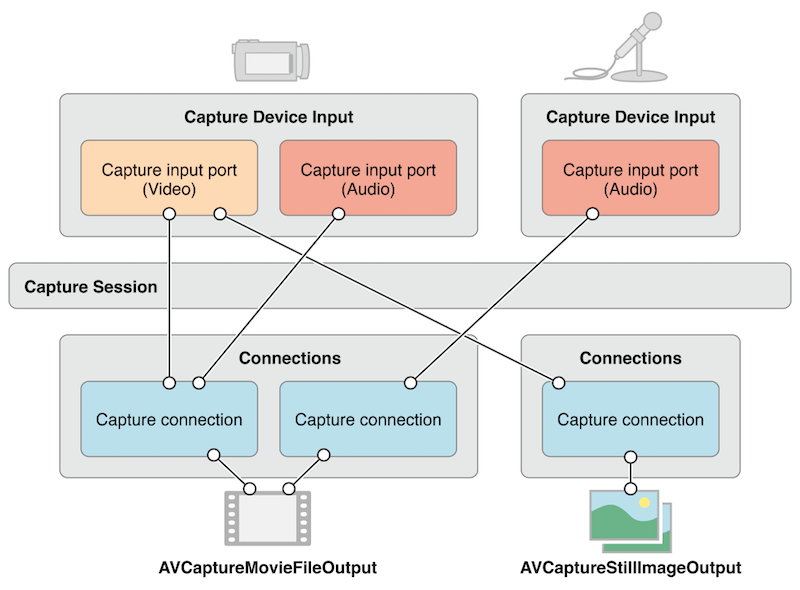 Capture Device Input
Capture input port
(Video)
Capture input port
(Audio)
Capture Device Input
Capture input port
(Audio)
Capture Session
Connections
Capture connection
Capture connection
Connections
Capture connection
AVCaptureMovieFileOutput
AVCaptureStillImageOutput